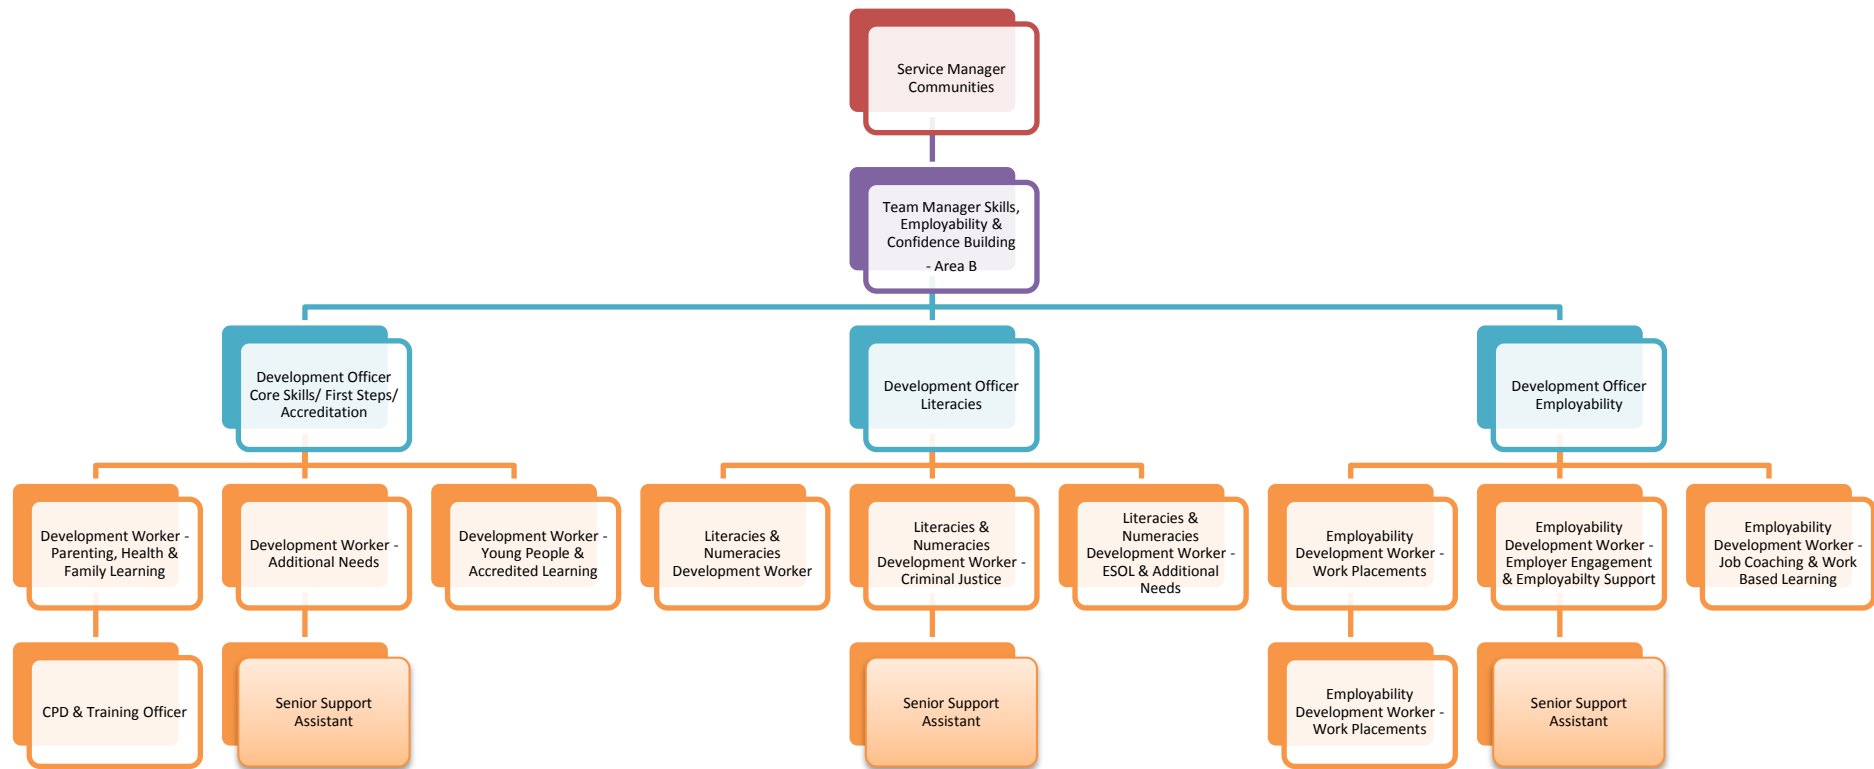 Service Manager
Communities
Team Manager Skills,
Employability &
Confidence Building
- Area B
Development Officer
Core Skills/ First Steps/
Accreditation
Development Officer
Literacies
Development Officer
Employability
Development Worker -
Parenting, Health &
Family Learning
Development Worker -
Additional Needs
Development Worker -
Young People &
Accredited Learning
Literacies &
Numeracies
Development Worker
Literacies &
Numeracies
Development Worker -
Criminal Justice
Literacies &
Numeracies
Development Worker -
ESOL & Additional
Needs
Employability
Development Worker -
Work Placements
Employability
Development Worker -
Employer Engagement
& Employabilty Support
Employability
Development Worker -
Job Coaching & Work
Based Learning
CPD & Training Officer
Senior Support
Assistant
Senior Support
Assistant
Employability
Development Worker -
Work Placements
Senior Support
Assistant